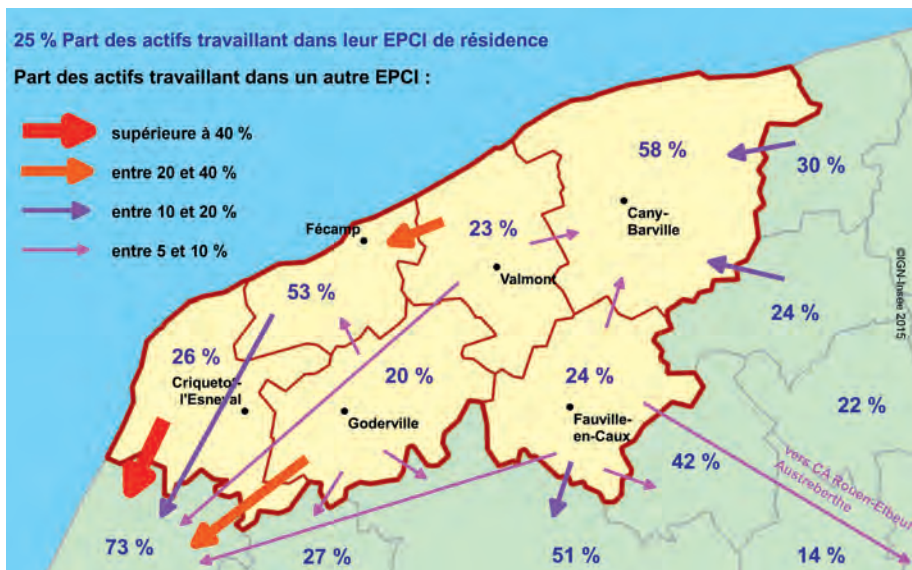 25 % Part des actifs travaillant dans leur EPCI de résidence
Part des actifs travaillant dans un autre EPCI :
supérieure à 40 %
entre 20 et 40 %
entre 10 et 20 %
entre 5 et 10 %
58 %
30 %
Cany-
Barville
Fécamp
23 %
Valmont
©IGN-Insée 2015
53 %
24 %
26 %
Criquetot-
l'Esneval
20 %
24 %
22 %
Goderville
Fauville-
en-Caux
42 %
vers CA Rouen-Elbeuf
Austreberthe
73 %
27 %
51 %
14 %